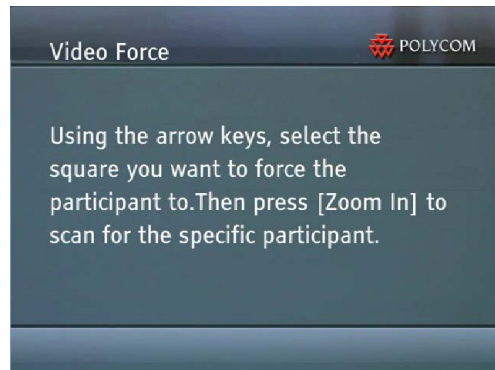 Video Force
POLYCOM
Using the arrow keys, select the
square you want to force the
participant to.Then press [Zoom In] to
scan for the specific participant.